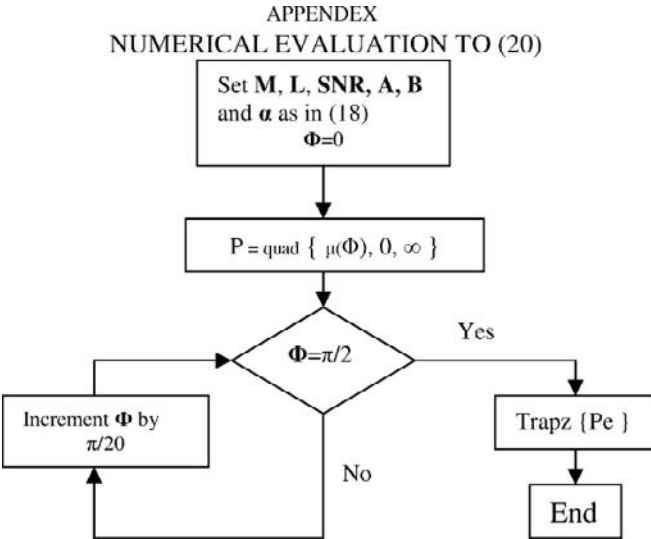 APPENDEX
NUMERICAL EVALUATION TO (20)
Set M, L, SNR, A, B
and α as in (18)
Φ=0
P = quad { μ(Φ), 0, ∞ }
Φ=π/2
Yes
Increment Φ by
π/20
Trapz {Pe }
No
End